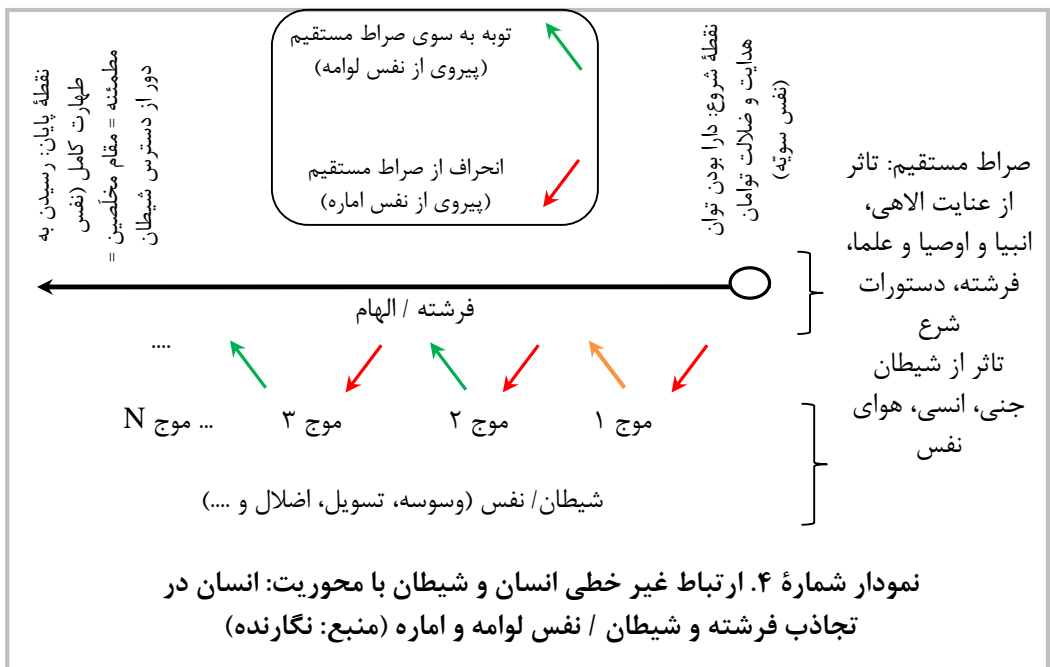 توبه به سوی صراط مستقیم
(پیروی از نفس لوامه)
انحراف از صراط مستقیم
(پیروی از نفس اماره)
نقطهٔ شروع: دارا بودن توان
هدایت و ضلالت توامان
(نفس سویّه)
نقطهٔ پایان: رسیدن به
طهارت کامل (نفس
مطمئنه = مقام مخلَصین =
دور از دسترس شیطان
صراط مستقیم: تاثر
از عنایت الاهی،
انبیا و اوصیا و علما،
فرشته، دستورات
شرع
تاثر از شیطان
جنی، انسی، هوای
نفس
فرشته / الهام
....
موج ۱
موج ۲
موج ۳
... موج N
شیطان/ نفس (وسوسه، تسویل، اضلال و ....)
نمودار شمارهٔ ۴. ارتباط غیر خطی انسان و شیطان با محوریت: انسان در
تجاذب فرشته و شیطان / نفس لوامه و اماره (منبع: نگارنده)